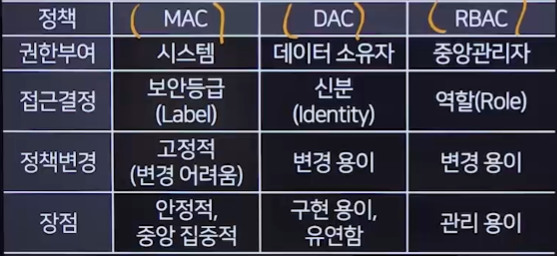 정책 MAC DAC RBAC
권한부여 시스템 데이터 소유자 중앙관리자
접근결정 보안등급 (Label) 신분 (Identity) 역할(Role)
정책변경 고정적 (변경 어려움) 변경 용이 변경 용이
장점 안정적, 중앙 집중적 구현 용이, 유연함 관리 용이